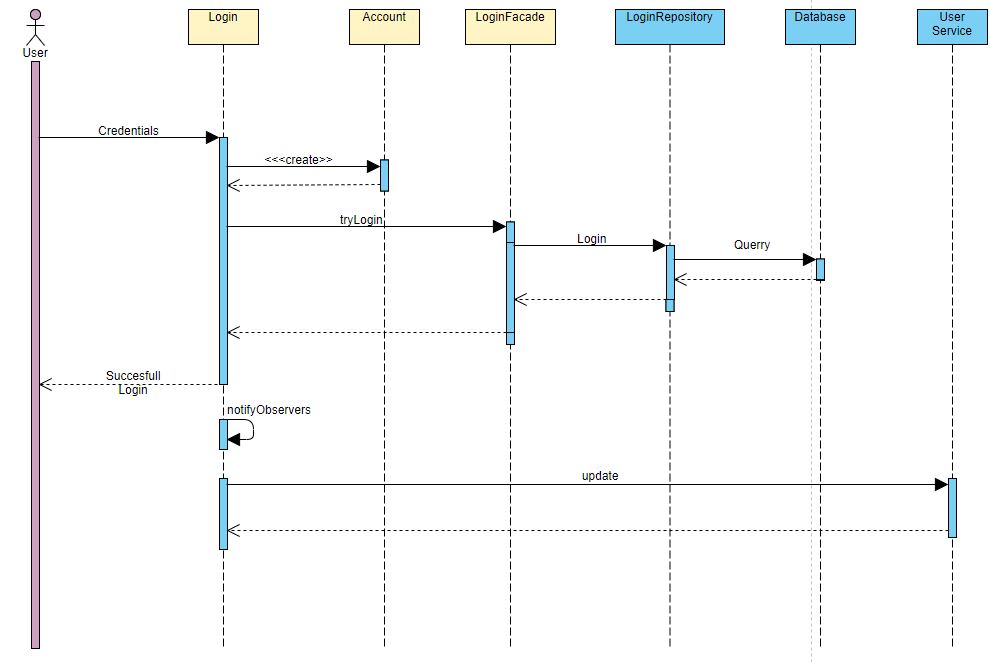 Login
Account
LoginFacade
LoginRepository
Database
User
Service
User
Credentials
<<<create>>
tryLogin
Login
Querry
Succesfull
Login
notifyObservers
update